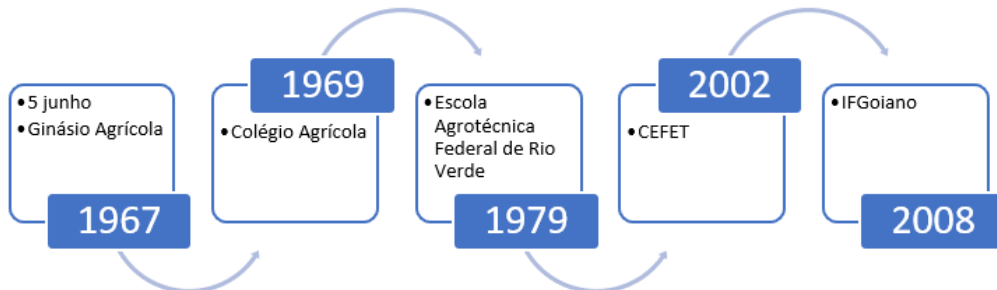 • 5 junho
• Ginásio Agrícola
1967
1969
• Colégio Agrícola
• Escola
Agrotécnica
Federal de Rio
Verde
1979
2002
• CEFET
• IFGoiano
2008